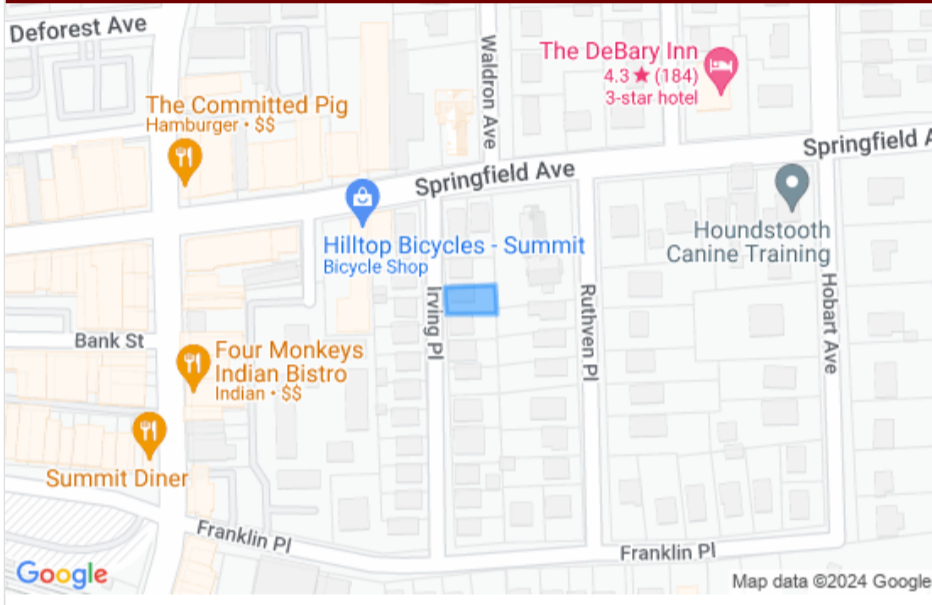 Deforest Ave
Waldron Ave
The DeBary Inn
4.3 ★ (184)
3-star hotel
The Committed Pig
Hamburger • $$
Springfield A
Springfield Ave
Hilltop Bicycles - Summit
Bicycle Shop
Houndstooth
Canine Training
Irving Pl
Ruthven Pl
Hobart Ave
Bank St
Four Monkeys
Indian Bistro
Indian • $$
Summit Diner
Franklin Pl
Franklin Pl
Google
Map data ©2024 Google